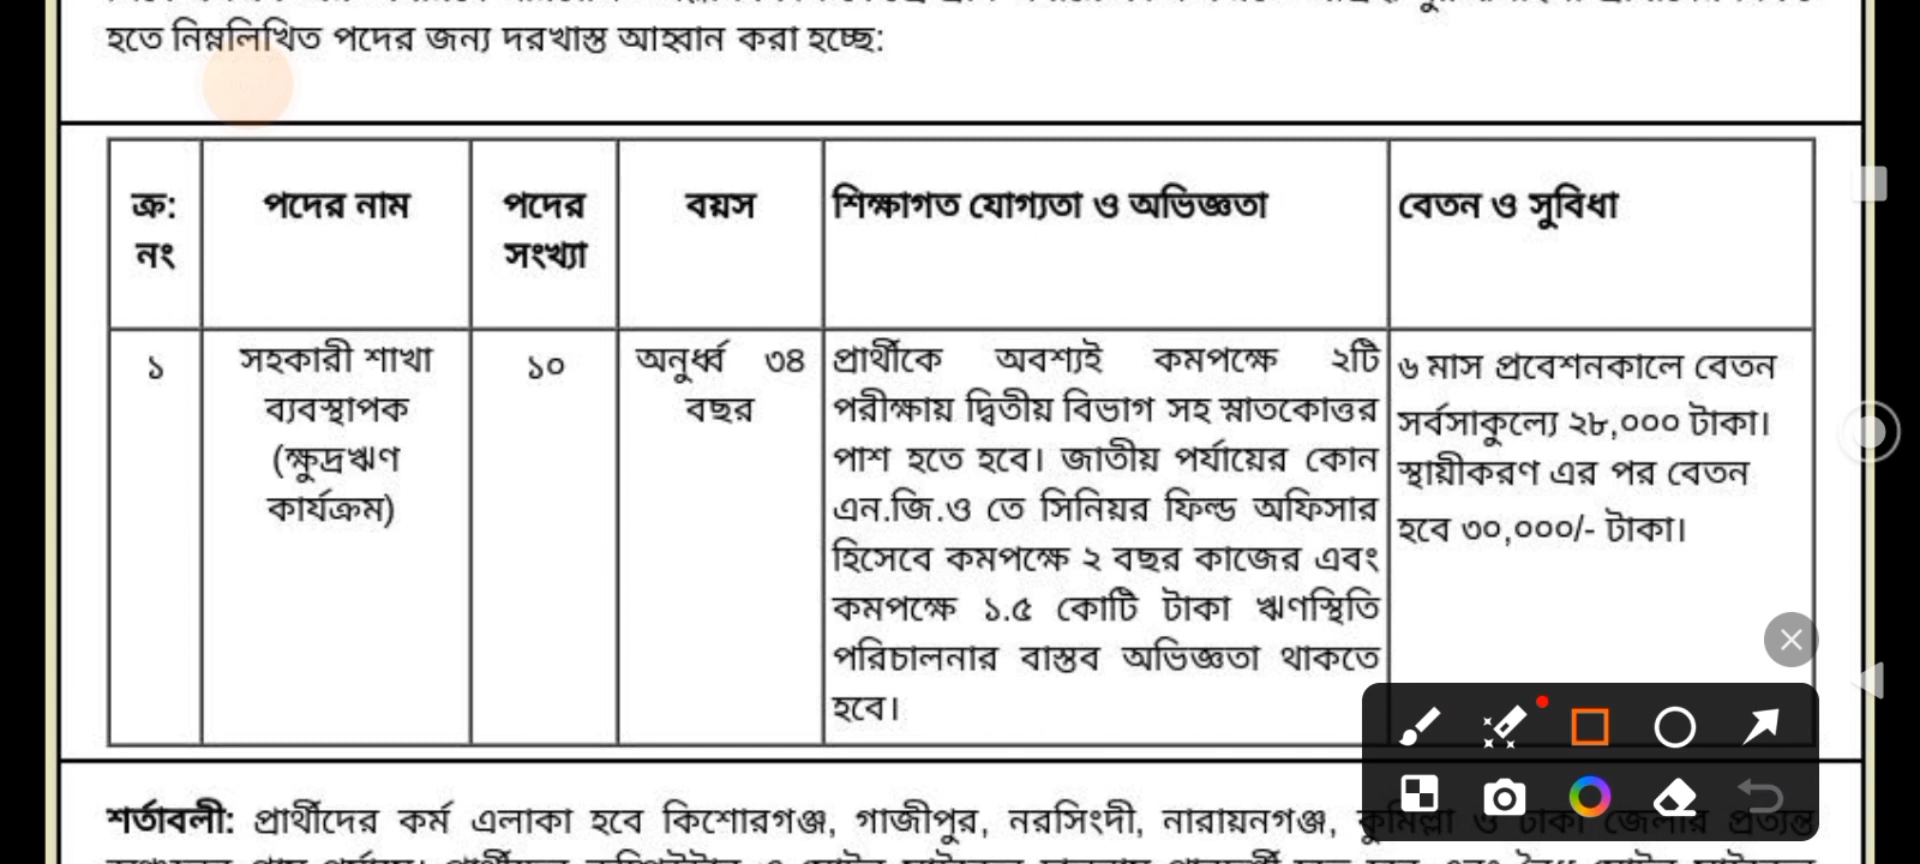 হতে নিম্নলিখিত পদের জন্য দরখাস্ত আহ্বান করা হচ্ছে:
ক্র: নং
পদের নাম
পদের সংখ্যা
বয়স
শিক্ষাগত যোগ্যতা ও অভিজ্ঞতা
বেতন ও সুবিধা
১
সহকারী শাখা
ব্যবস্থাপক
(ক্ষুদ্রঋণ
কার্যক্রম)
১০
অনুর্ধ্ব ৩৪
বছর
প্রার্থীকে অবশ্যই কমপক্ষে ২টি
পরীক্ষায় দ্বিতীয় বিভাগ সহ স্নাতকোত্তর
পাশ হতে হবে। জাতীয় পর্যায়ের কোন
এন.জি.ও তে সিনিয়র ফিল্ড অফিসার
হিসেবে কমপক্ষে ২ বছর কাজের এবং
কমপক্ষে ১.৫ কোটি টাকা ঋণস্থিতি
পরিচালনার বাস্তব অভিজ্ঞতা থাকতে
হবে।
৬ মাস প্রবেশনকালে বেতন
সর্বসাকুল্যে ২৮,০০০ টাকা।
স্থায়ীকরণ এর পর বেতন
হবে ৩০,০০০/- টাকা।
শর্তাবলী: প্রার্থীদের কর্ম এলাকা হবে কিশোরগঞ্জ, গাজীপুর, নরসিংদী, নারায়নগঞ্জ, কুমিল্লা ও ঢাকা জেলার প্রত্যন্ত